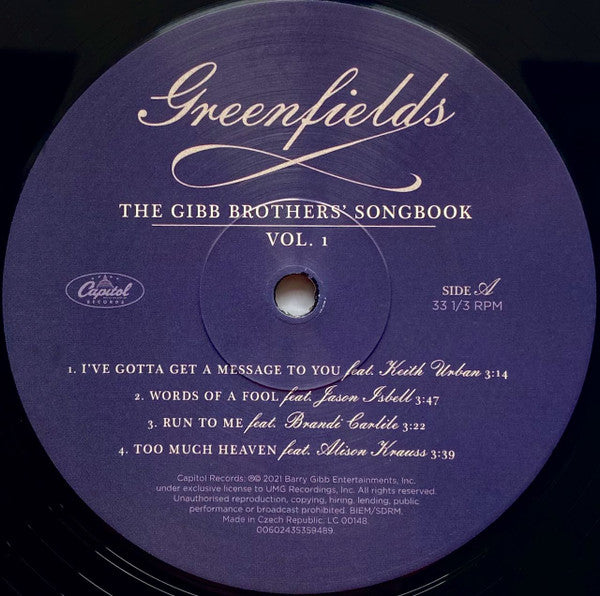 Greenfields
THE GIBB BROTHERS' SONGBOOK
VOL. 1
Capitol
RECORDS
SIDE A
33 1/3 RPM
1. I'VE GOTTA GET A MESSAGE TO YOU feat. Keith Urban 3:14
2. WORDS OF A FOOL feat. Jason Isbell 3:47
3. RUN TO ME feat. Brandi Carlile 3:22
4. TOO MUCH HEAVEN feat. Alison Krauss 3:39
Capitol Records: ℗© 2021 Barry Gibb Entertainments, Inc.
under exclusive license to UMG Recordings, Inc. All rights reserved.
Unauthorised reproduction, copying, hiring, lending, public
performance or broadcast prohibited. BIEM/SDRM.
Made in Czech Republic. LC 00148.
00602435359489.